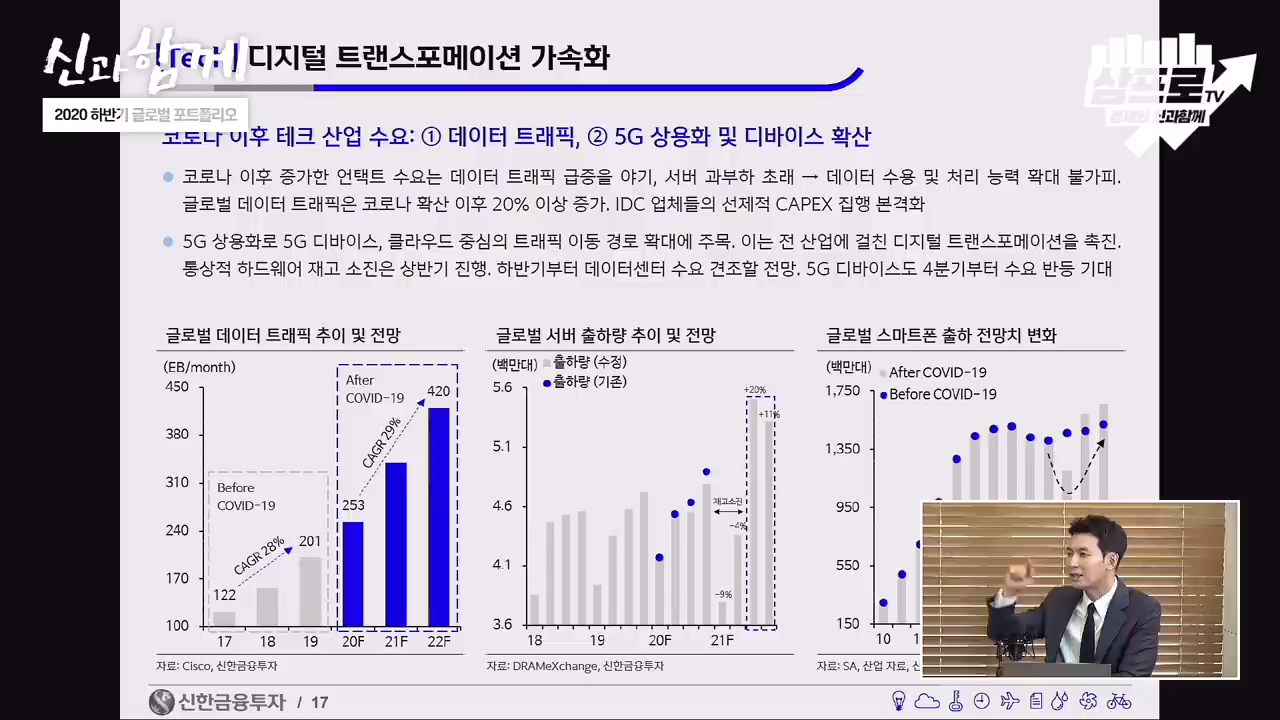 신과함께
2020 하반기 글로벌 포트폴리오
삼프로TV
경제의 신과함께
[Tech] 디지털 트랜스포메이션 가속화
코로나 이후 테크 산업 수요: ① 데이터 트래픽, ② 5G 상용화 및 디바이스 확산
코로나 이후 증가한 언택트 수요는 데이터 트래픽 급증을 야기, 서버 과부하 초래 → 데이터 수용 및 처리 능력 확대 불가피.
글로벌 데이터 트래픽은 코로나 확산 이후 20% 이상 증가. IDC 업체들의 선제적 CAPEX 집행 본격화
5G 상용화로 5G 디바이스, 클라우드 중심의 트래픽 이동 경로 확대에 주목. 이는 전 산업에 걸친 디지털 트랜스포메이션을 촉진.
통상적 하드웨어 재고 소진은 상반기 진행. 하반기부터 데이터센터 수요 견조할 전망. 5G 디바이스도 4분기부터 수요 반등 기대
글로벌 데이터 트래픽 추이 및 전망
(EB/month)
450
380
310
240
170
100
Before
COVID-19
CAGR 28%
122
201
After
COVID-19
CAGR 29%
253
420
17 18 19 20F 21F 22F
자료: Cisco, 신한금융투자
글로벌 서버 출하량 추이 및 전망
(백만대)
출하량 (수정)
출하량 (기존)
5.6
5.1
4.6
4.1
3.6
+20%
+11%
재고소진
-4%
-9%
18 19 20F 21F
자료: DRAMeXchange, 신한금융투자
글로벌 스마트폰 출하 전망치 변화
(백만대)
After COVID-19
Before COVID-19
1,750
1,350
950
550
150
10
자료: SA, 산업 자료,
신한금융투자 / 17